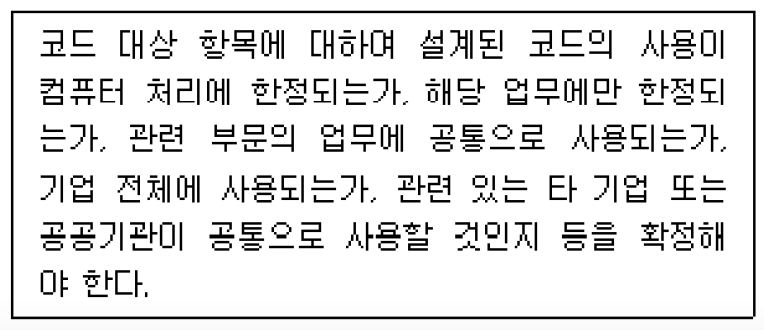 코드 대상 항목에 대하여 설계된 코드의 사용이
컴퓨터 처리에 한정되는가, 해당 업무에만 한정되
는가, 관련 부문의 업무에 공통으로 사용되는가,
기업 전체에 사용되는가, 관련 있는 타 기업 또는
공공기관이 공통으로 사용할 것인지 등을 확정해
야 한다.